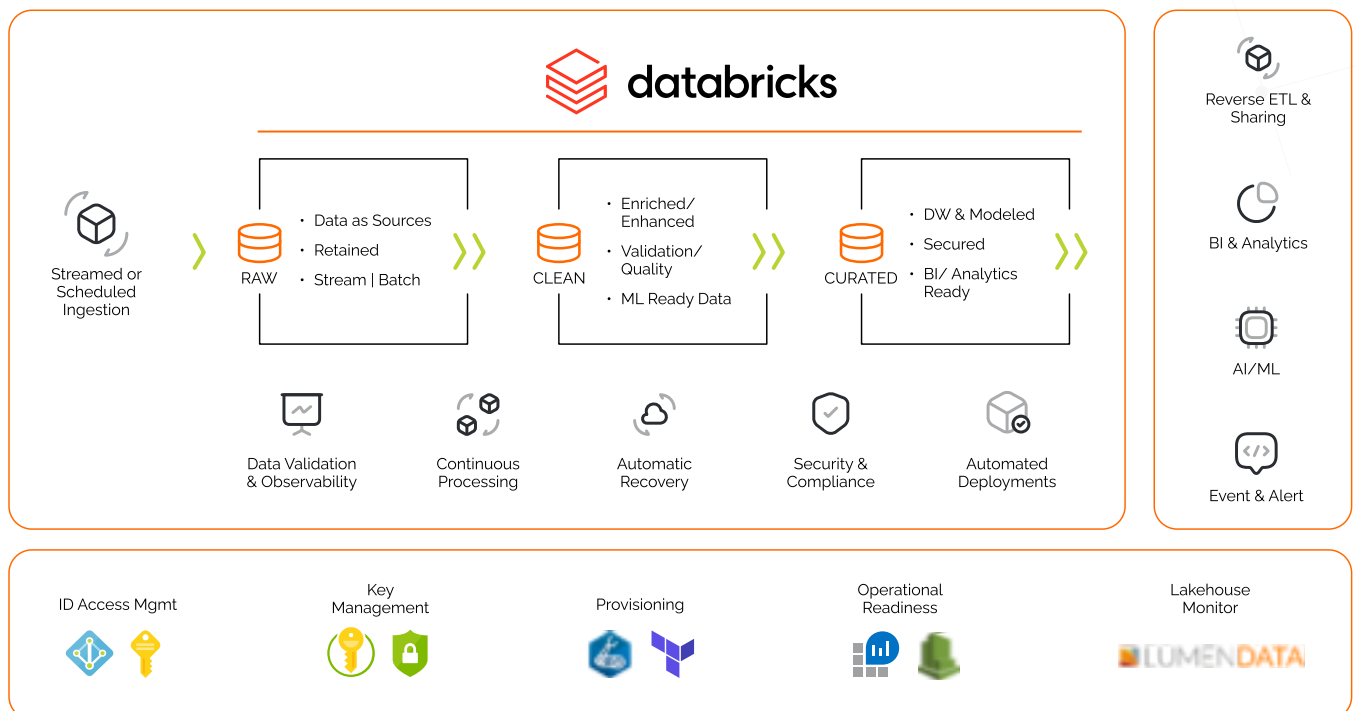 databricks
Streamed or
Scheduled
Ingestion
RAW
• Data as Sources
• Retained
• Stream | Batch
CLEAN
• Enriched/
Enhanced
• Validation/
Quality
• ML Ready Data
CURATED
• DW & Modeled
• Secured
• BI/ Analytics
Ready
Data Validation
& Observability
Continuous
Processing
Automatic
Recovery
Security &
Compliance
Automated
Deployments
Reverse ETL &
Sharing
BI & Analytics
AI/ML
</>
Event & Alert
ID Access Mgmt
Key
Management
Provisioning
Operational
Readiness
Lakehouse
Monitor
LUMENDATA